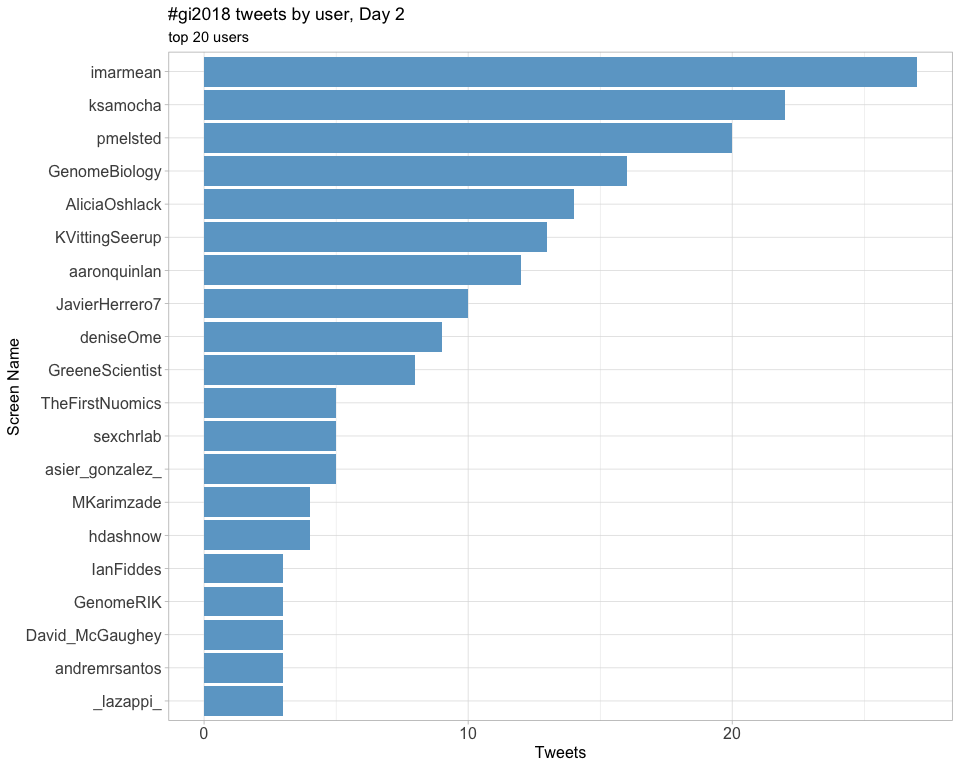 #gi2018 tweets by user, Day 2
top 20 users
imarmean
ksamocha
pmelsted
GenomeBiology
AliciaOshlack
KVittingSeerup
aaronquinlan
JavierHerrero7
deniseOme
GreeneScientist
TheFirstNuomics
sexchrlab
asier_gonzalez_
MKarimzade
hdashnow
IanFiddes
GenomeRIK
David_McGaughey
andremrsantos
_lazappi_
Screen Name
0 10 20
Tweets